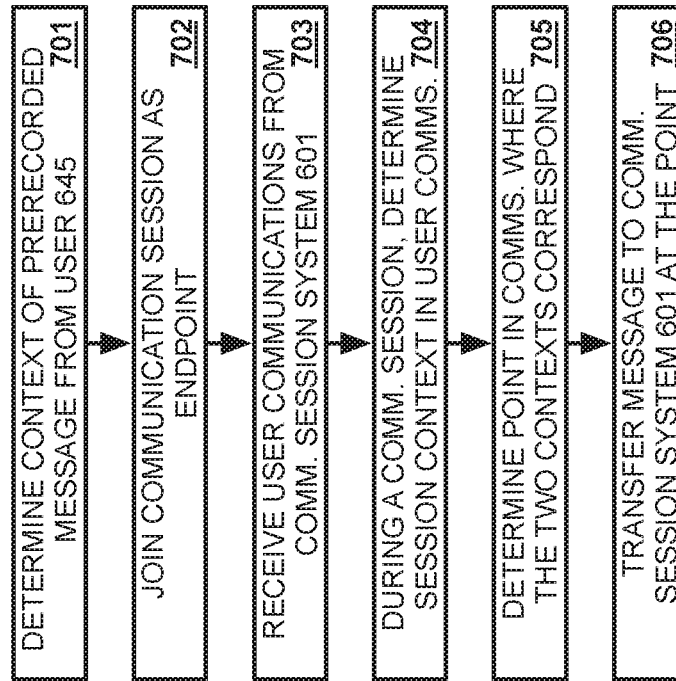 DETERMINE CONTEXT OF PRERECORDED
MESSAGE FROM USER 645
701
JOIN COMMUNICATION SESSION AS
ENDPOINT
702
RECEIVE USER COMMUNICATIONS FROM
COMM. SESSION SYSTEM 601
703
DURING A COMM. SESSION, DETERMINE
SESSION CONTEXT IN USER COMMS.
704
DETERMINE POINT IN COMMS. WHERE
THE TWO CONTEXTS CORRESPOND
705
TRANSFER MESSAGE TO COMM.
SESSION SYSTEM 601 AT THE POINT
706